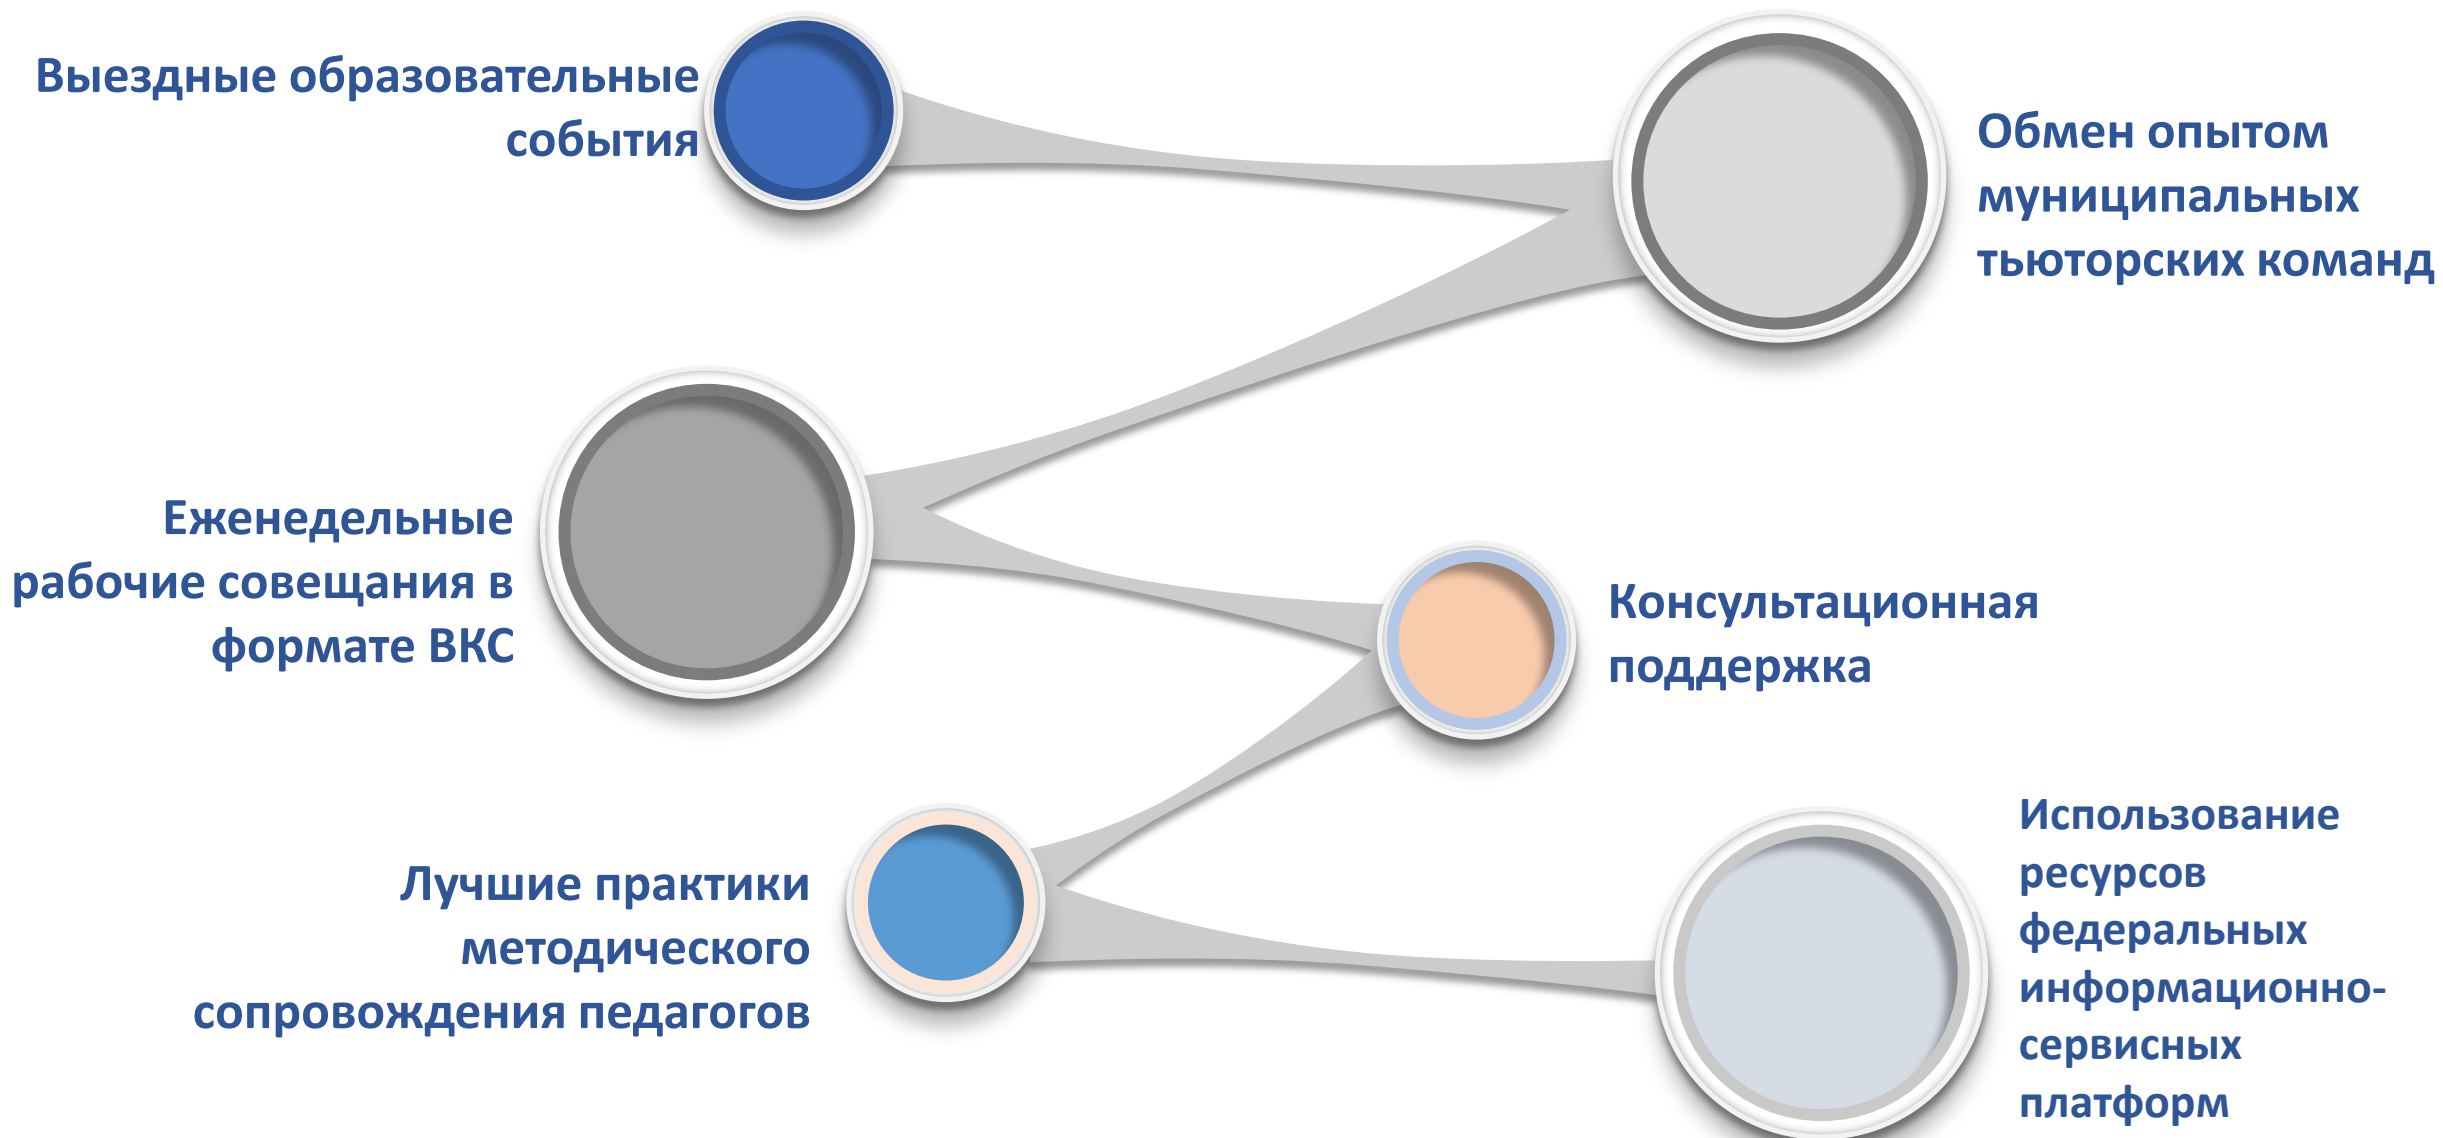 Выездные образовательные
события
Обмен опытом
муниципальных
тьюторских команд
Еженедельные
рабочие совещания в
формате ВКС
Консультационная
поддержка
Лучшие практики
методического
сопровождения педагогов
Использование
ресурсов
федеральных
информационно-
сервисных
платформ